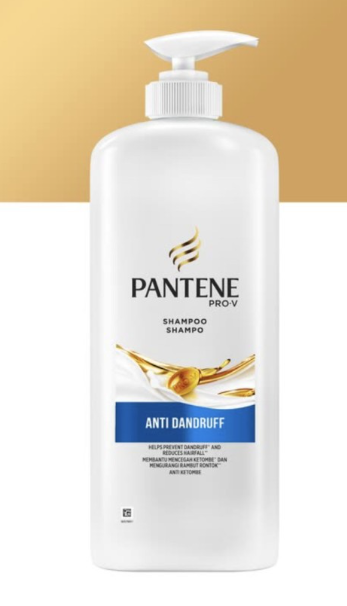 PANTENE
PRO-V
SHAMPOO
SHAMPO
ANTI DANDRUFF
HELPS PREVENT DANDRUFF* AND
REDUCES HAIRFALL**
MEMBANTU MENCEGAH KETOMBE* DAN
MENGURANGI RAMBUT RONTOK**
ANTI KETOMBE